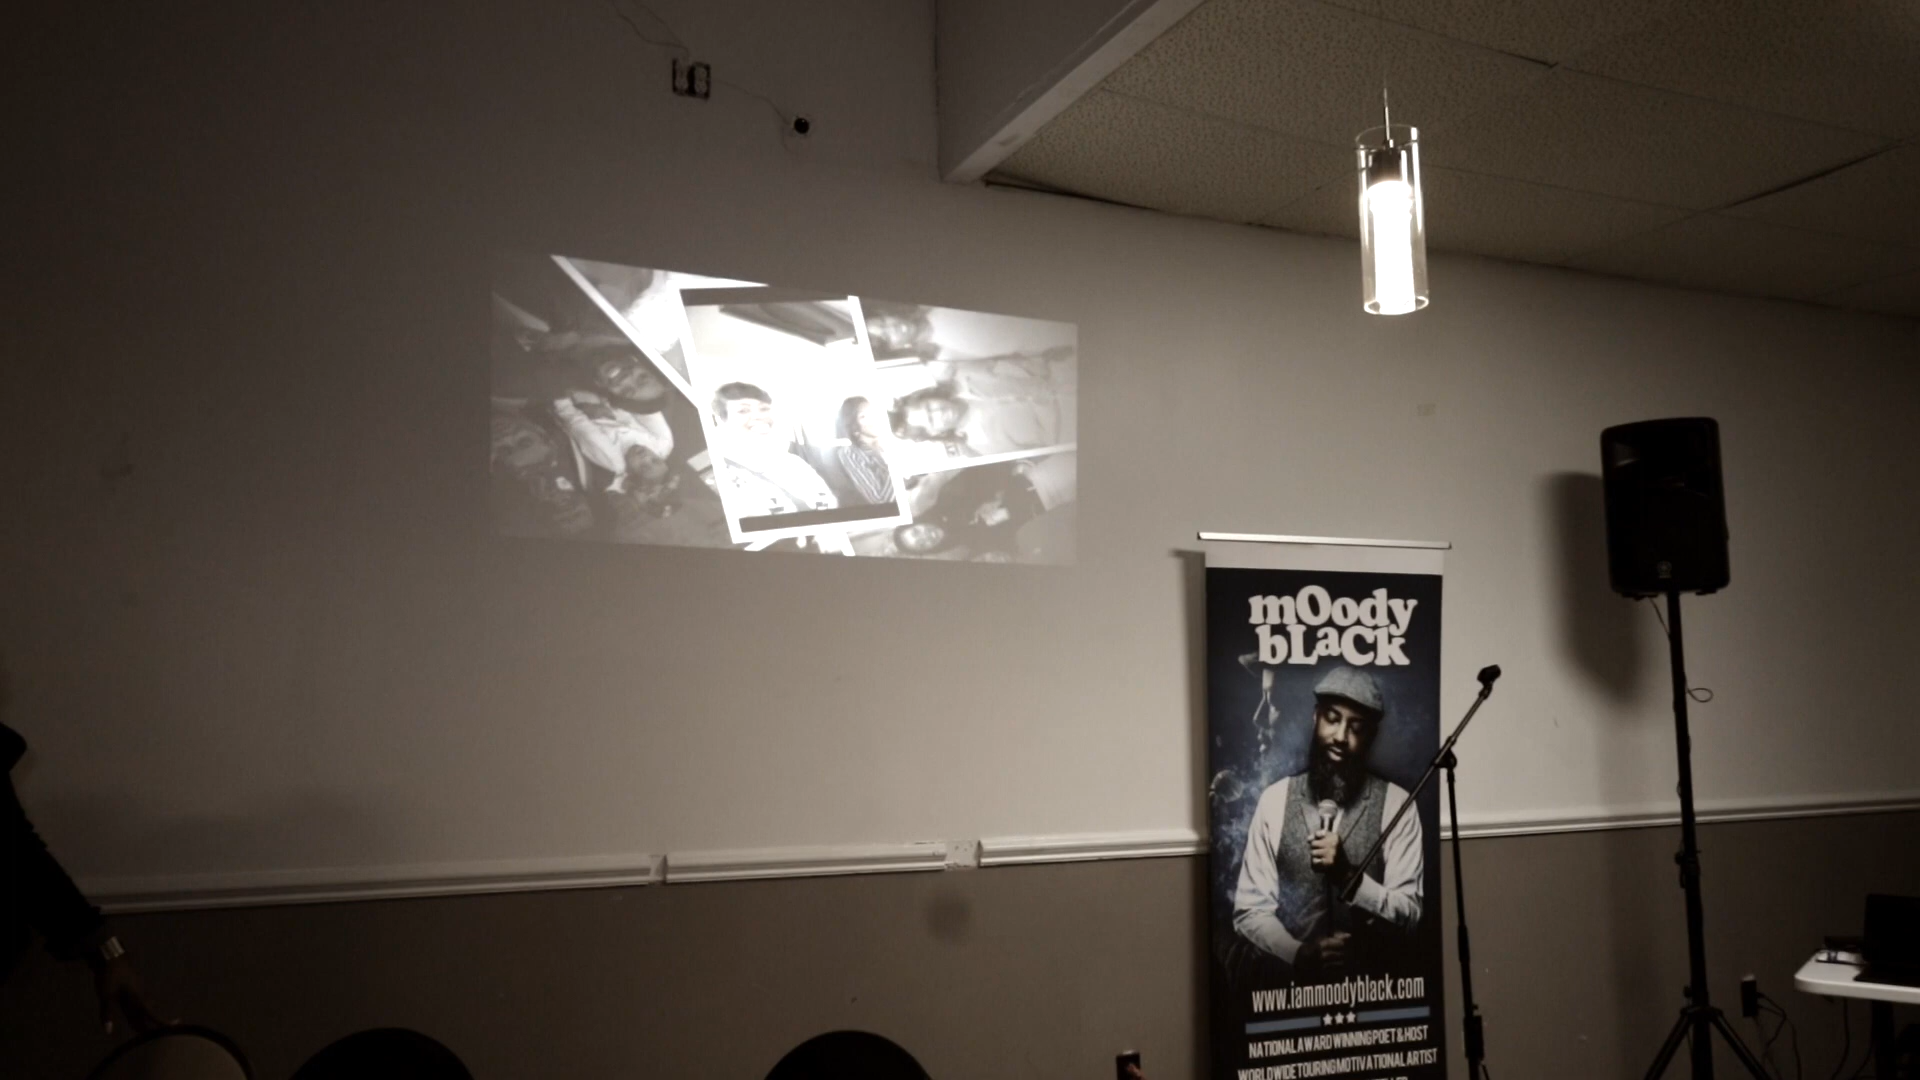 mOody
bLacK
www.iammoodyblack.com
NATIONAL AWARD WINNING POET & HOST
WORLDWIDE TOURING MOTIVATIONAL ARTIST